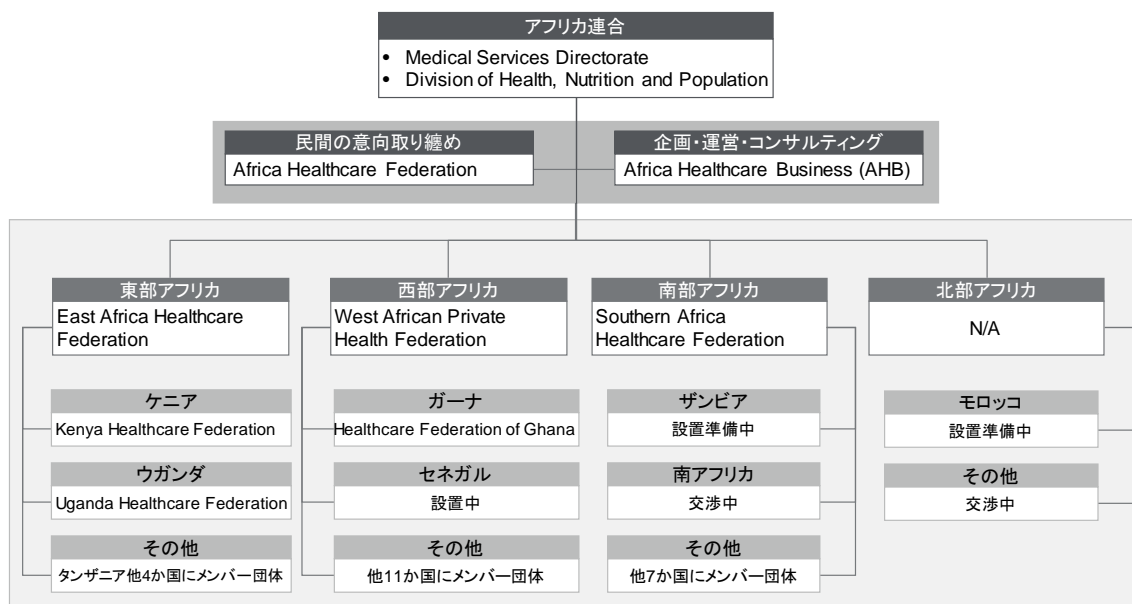 アフリカ連合
• Medical Services Directorate
• Division of Health, Nutrition and Population
民間の意向取り纏め
Africa Healthcare Federation
企画・運営・コンサルティング
Africa Healthcare Business (AHB)
東部アフリカ
East Africa Healthcare
Federation
ケニア
Kenya Healthcare Federation
ウガンダ
Uganda Healthcare Federation
その他
タンザニア他4か国にメンバー団体
西部アフリカ
West African Private
Health Federation
ガーナ
Healthcare Federation of Ghana
セネガル
設置中
その他
他11か国にメンバー団体
南部アフリカ
Southern Africa
Healthcare Federation
ザンビア
設置準備中
南アフリカ
交渉中
その他
他7か国にメンバー団体
北部アフリカ
N/A
モロッコ
設置準備中
その他
交渉中